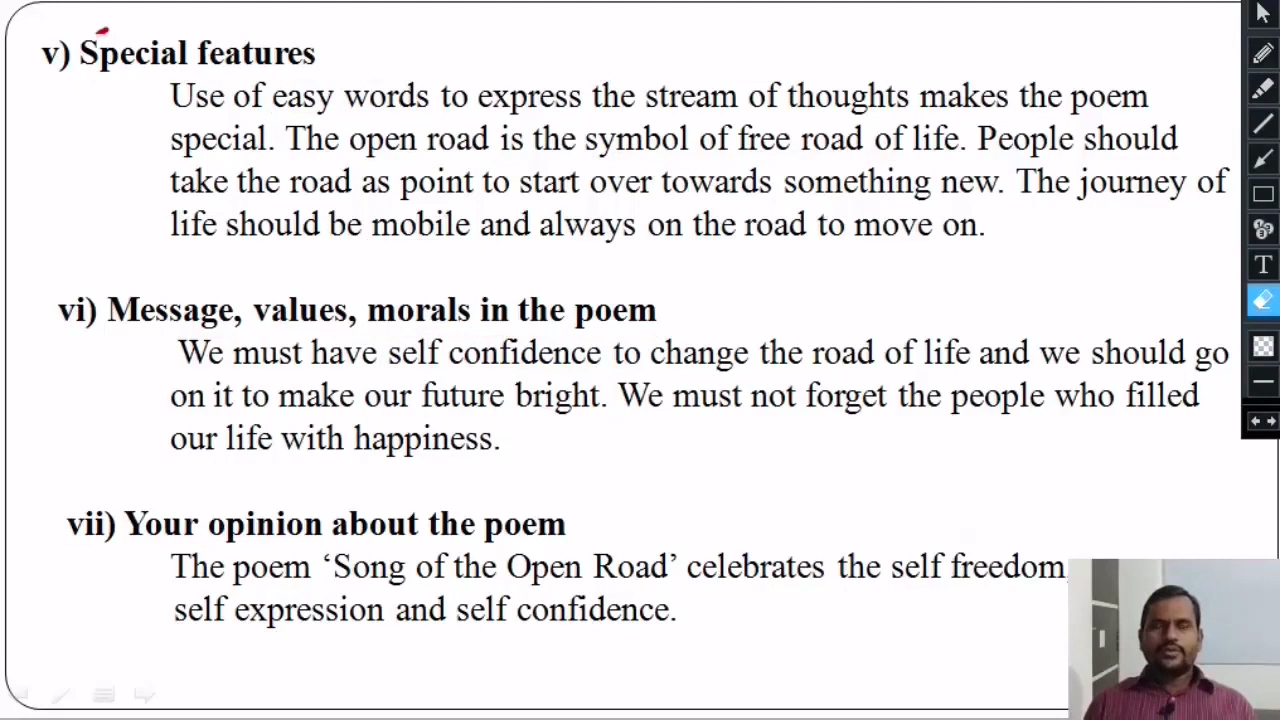 v) Special features
Use of easy words to express the stream of thoughts makes the poem
special. The open road is the symbol of free road of life. People should
take the road as point to start over towards something new. The journey of
life should be mobile and always on the road to move on.
vi) Message, values, morals in the poem
We must have self confidence to change the road of life and we should go
on it to make our future bright. We must not forget the people who filled
our life with happiness.
vii) Your opinion about the poem
The poem ‘Song of the Open Road’ celebrates the self freedom,
self expression and self confidence.
T